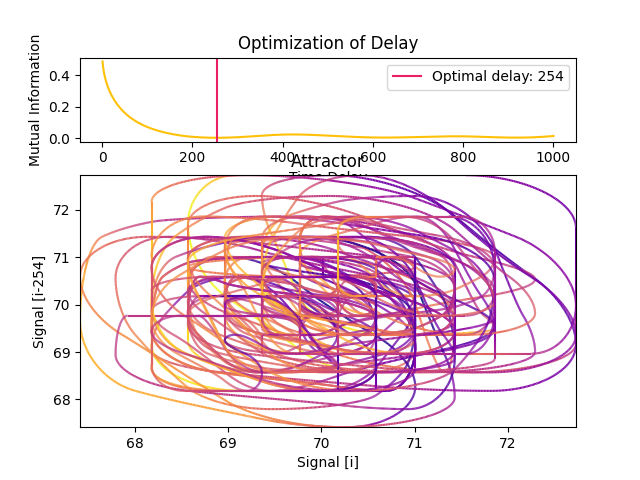 Optimization of Delay
Mutual Information
0.4
0.2
0.0
Optimal delay: 254
0 200 400 600 800 1000
Time Delay
Attractor
Signal [i-254]
72
71
70
69
68
68 69 70 71 72
Signal [i]